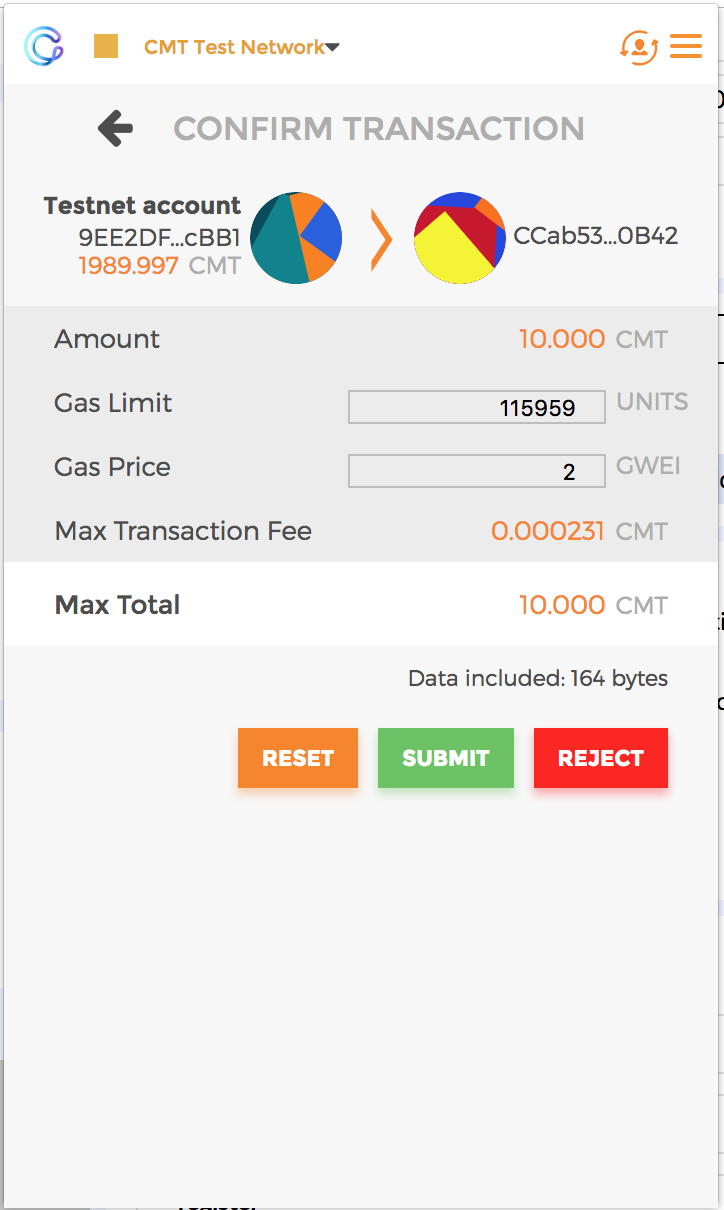 CMT Test Network
CONFIRM TRANSACTION
Testnet account
9EE2DF...cBB1
1989.997 CMT
CCab53...0B42
Amount 10.000 CMT
Gas Limit 115959 UNITS
Gas Price 2 GWEI
Max Transaction Fee 0.000231 CMT
Max Total 10.000 CMT
Data included: 164 bytes
RESET SUBMIT REJECT